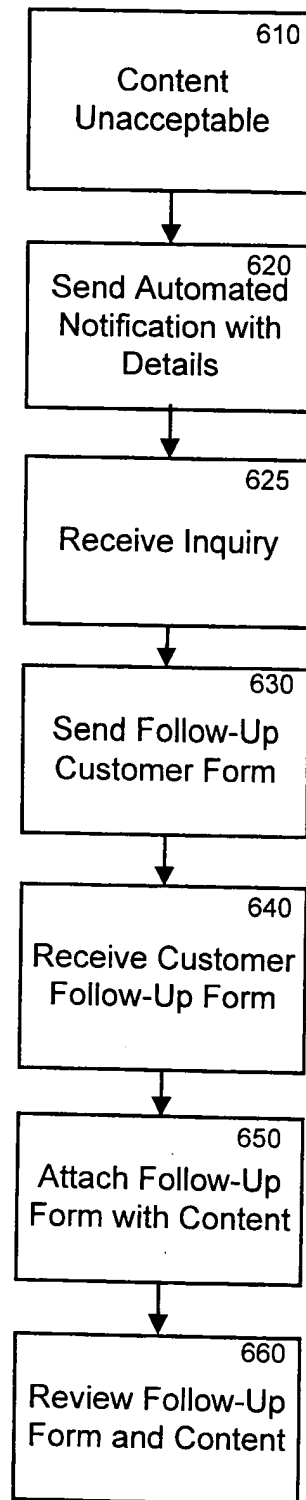 610
Content
Unacceptable
620
Send Automated
Notification with
Details
625
Receive Inquiry
630
Send Follow-Up
Customer Form
640
Receive Customer
Follow-Up Form
650
Attach Follow-Up
Form with Content
660
Review Follow-Up
Form and Content